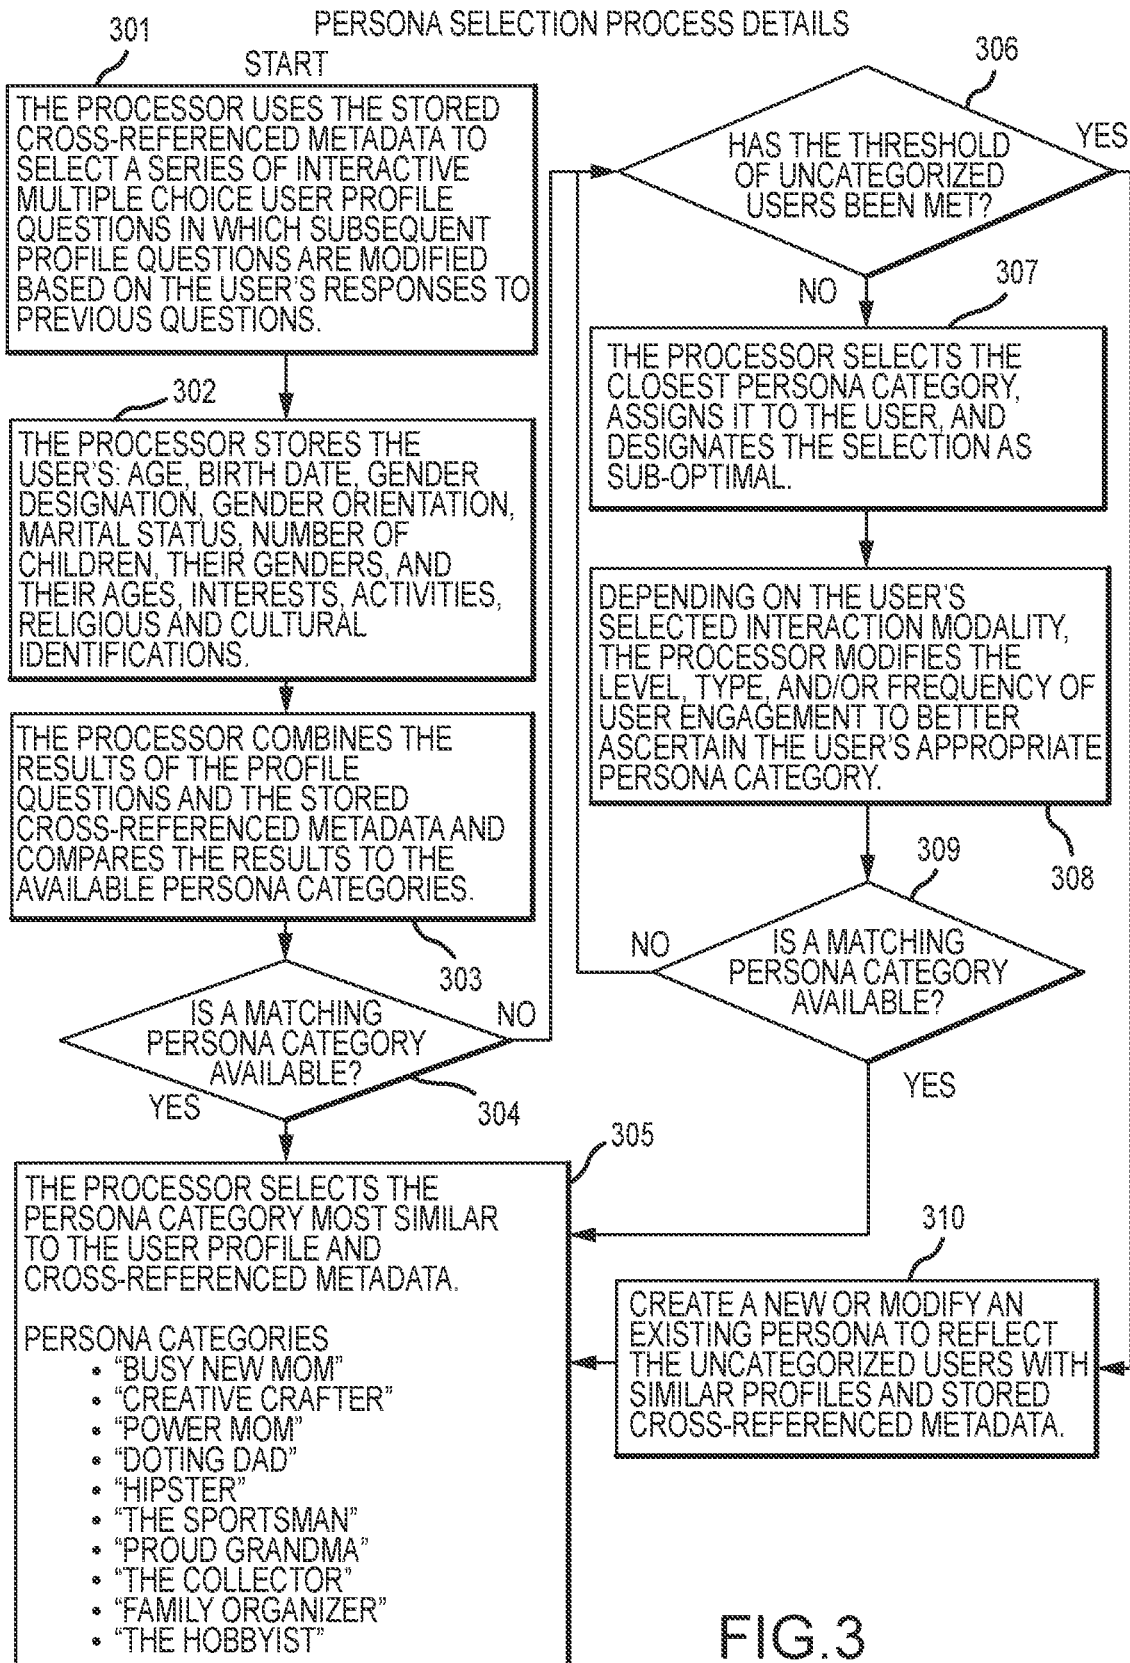 PERSONA SELECTION PROCESS DETAILS
301
START
THE PROCESSOR USES THE STORED
CROSS-REFERENCED METADATA TO
SELECT A SERIES OF INTERACTIVE
MULTIPLE CHOICE USER PROFILE
QUESTIONS IN WHICH SUBSEQUENT
PROFILE QUESTIONS ARE MODIFIED
BASED ON THE USER'S RESPONSES TO
PREVIOUS QUESTIONS.
302
THE PROCESSOR STORES THE
USER'S: AGE, BIRTH DATE, GENDER
DESIGNATION, GENDER ORIENTATION,
MARITAL STATUS, NUMBER OF
CHILDREN, THEIR GENDERS, AND
THEIR AGES, INTERESTS, ACTIVITIES,
RELIGIOUS AND CULTURAL
IDENTIFICATIONS.
THE PROCESSOR COMBINES THE
RESULTS OF THE PROFILE
QUESTIONS AND THE STORED
CROSS-REFERENCED METADATA AND
COMPARES THE RESULTS TO THE
AVAILABLE PERSONA CATEGORIES.
303
IS A MATCHING
PERSONA CATEGORY
AVAILABLE?
NO
YES
304
305
THE PROCESSOR SELECTS THE
PERSONA CATEGORY MOST SIMILAR
TO THE USER PROFILE AND
CROSS-REFERENCED METADATA.
PERSONA CATEGORIES
• "BUSY NEW MOM"
• "CREATIVE CRAFTER"
• "POWER MOM"
• "DOTING DAD"
• "HIPSTER"
• "THE SPORTSMAN"
• "PROUD GRANDMA"
• "THE COLLECTOR"
• "FAMILY ORGANIZER"
• "THE HOBBYIST"
306
HAS THE THRESHOLD
OF UNCATEGORIZED
USERS BEEN MET?
YES
NO
307
THE PROCESSOR SELECTS THE
CLOSEST PERSONA CATEGORY,
ASSIGNS IT TO THE USER, AND
DESIGNATES THE SELECTION AS
SUB-OPTIMAL.
DEPENDING ON THE USER'S
SELECTED INTERACTION MODALITY,
THE PROCESSOR MODIFIES THE
LEVEL, TYPE, AND/OR FREQUENCY OF
USER ENGAGEMENT TO BETTER
ASCERTAIN THE USER'S APPROPRIATE
PERSONA CATEGORY.
308
309
NO
IS A MATCHING
PERSONA CATEGORY
AVAILABLE?
YES
310
CREATE A NEW OR MODIFY AN
EXISTING PERSONA TO REFLECT
THE UNCATEGORIZED USERS WITH
SIMILAR PROFILES AND STORED
CROSS-REFERENCED METADATA.
FIG.3